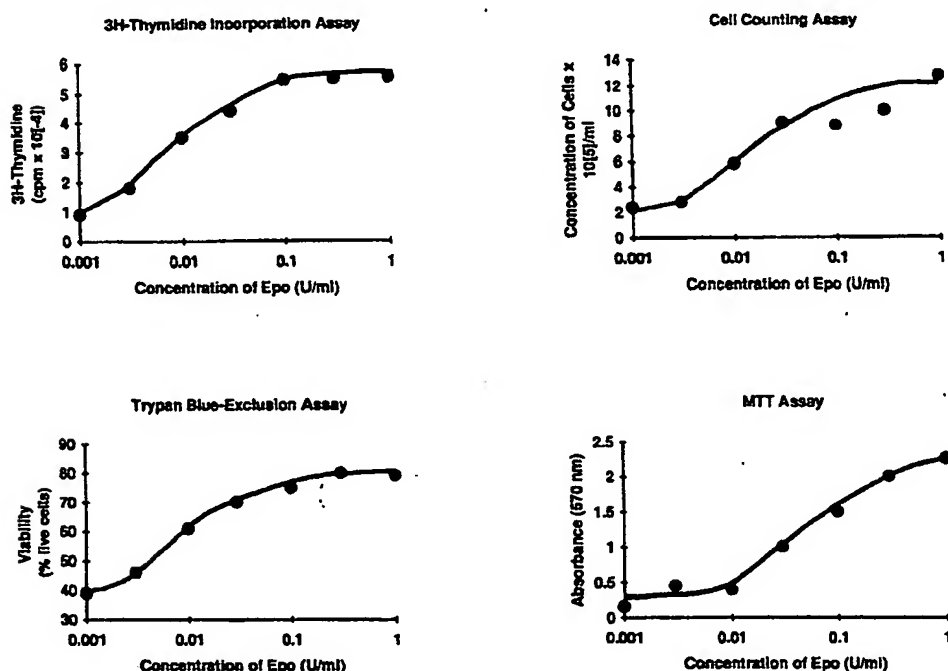 3H-Thymidine Incorporation Assay
3H-Thymidine
(cpm x 10[-4])
6
5
4
3
2
1
0
0.001 0.01 0.1 1
Concentration of Epo (U/ml)
Cell Counting Assay
Concentration of Cells x
10[5]/ml
14
12
10
8
6
4
2
0
0.001 0.01 0.1 1
Concentration of Epo (U/ml)
Trypan Blue-Exclusion Assay
Viability
(% live cells)
90
80
70
60
50
40
30
0.001 0.01 0.1 1
Concentration of Epo (U/ml)
MTT Assay
Absorbance (570 nm)
2.5
2
1.5
1
0.5
0
0.001 0.01 0.1 1
Concentration of Epo (U/ml)